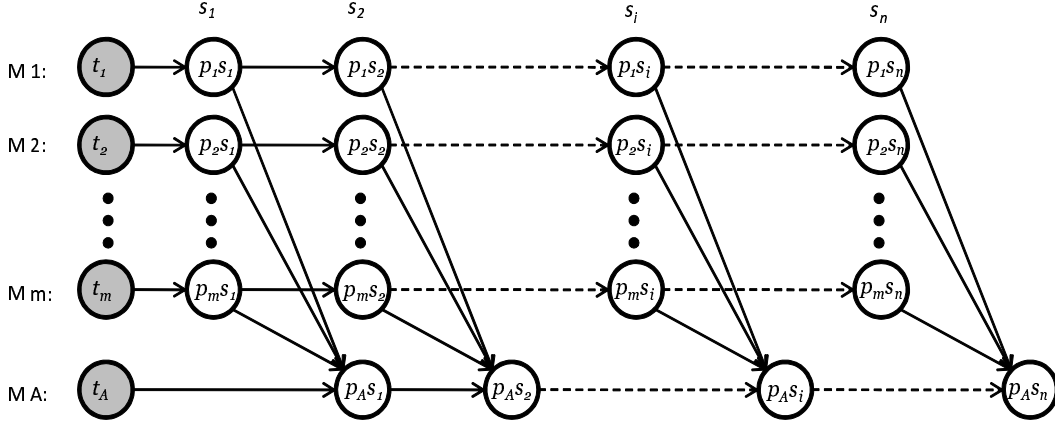 s1 s2 si sn
M 1: t1 p1s1 p1s2 p1si p1sn
M 2: t2 p2s1 p2s2 p2si p2sn
M m: tm pms1 pms2 pmsi pmsn
M A: tA pAs1 pAs2 pAsi pAsn